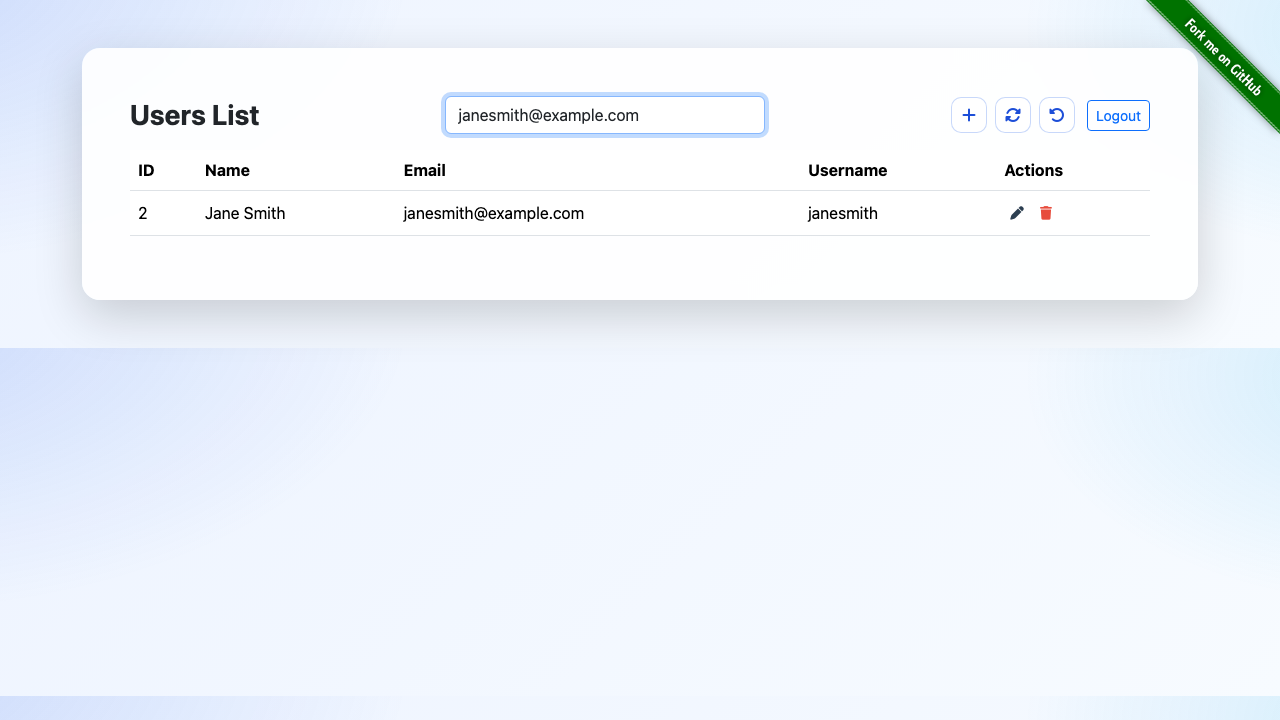 Fork me on GitHub
Users List
janesmith@example.com
Logout
ID Name Email Username Actions
2 Jane Smith janesmith@example.com janesmith